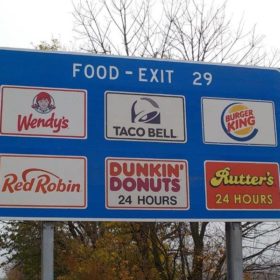 FOOD - EXIT 29
Wendy's
TACO BELL
BURGER
KING
Red Robin
DUNKIN'
DONUTS
24 HOURS
Rutter's
24 HOURS